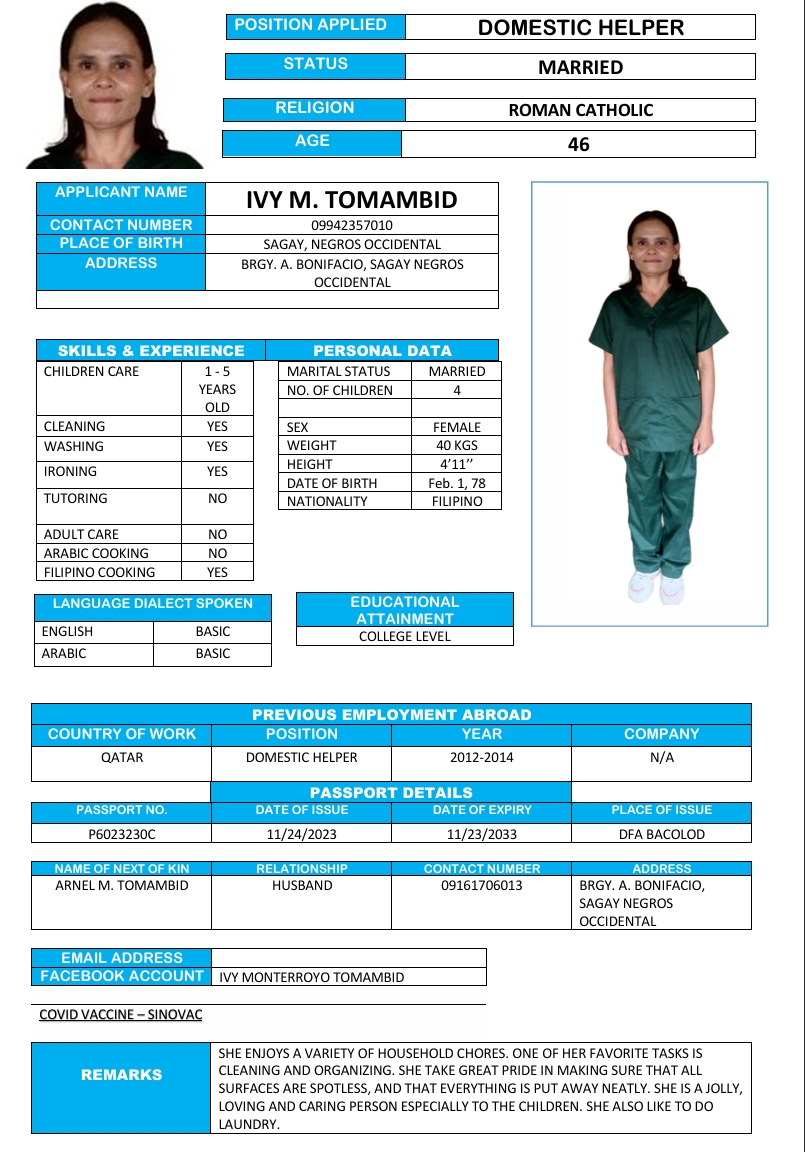 POSITION APPLIED DOMESTIC HELPER
STATUS MARRIED
RELIGION ROMAN CATHOLIC
AGE 46
APPLICANT NAME IVY M. TOMAMBID
CONTACT NUMBER 09942357010
PLACE OF BIRTH SAGAY, NEGROS OCCIDENTAL
ADDRESS BRGY. A. BONIFACIO, SAGAY NEGROS
OCCIDENTAL
SKILLS & EXPERIENCE
CHILDREN CARE 1 - 5
YEARS
OLD
CLEANING YES
WASHING YES
IRONING YES
TUTORING NO
ADULT CARE NO
ARABIC COOKING NO
FILIPINO COOKING YES
PERSONAL DATA
MARITAL STATUS MARRIED
NO. OF CHILDREN 4
SEX FEMALE
WEIGHT 40 KGS
HEIGHT 4’11’’
DATE OF BIRTH Feb. 1, 78
NATIONALITY FILIPINO
LANGUAGE DIALECT SPOKEN
ENGLISH BASIC
ARABIC BASIC
EDUCATIONAL
ATTAINMENT
COLLEGE LEVEL
PREVIOUS EMPLOYMENT ABROAD
COUNTRY OF WORK POSITION YEAR COMPANY
QATAR DOMESTIC HELPER 2012-2014 N/A
PASSPORT DETAILS
PASSPORT NO. DATE OF ISSUE DATE OF EXPIRY PLACE OF ISSUE
P6023230C 11/24/2023 11/23/2033 DFA BACOLOD
NAME OF NEXT OF KIN RELATIONSHIP CONTACT NUMBER ADDRESS
ARNEL M. TOMAMBID HUSBAND 09161706013 BRGY. A. BONIFACIO,
SAGAY NEGROS
OCCIDENTAL
EMAIL ADDRESS
FACEBOOK ACCOUNT IVY MONTERROYO TOMAMBID
COVID VACCINE – SINOVAC
REMARKS
SHE ENJOYS A VARIETY OF HOUSEHOLD CHORES. ONE OF HER FAVORITE TASKS IS
CLEANING AND ORGANIZING. SHE TAKE GREAT PRIDE IN MAKING SURE THAT ALL
SURFACES ARE SPOTLESS, AND THAT EVERYTHING IS PUT AWAY NEATLY. SHE IS A JOLLY,
LOVING AND CARING PERSON ESPECIALLY TO THE CHILDREN. SHE ALSO LIKE TO DO
LAUNDRY.